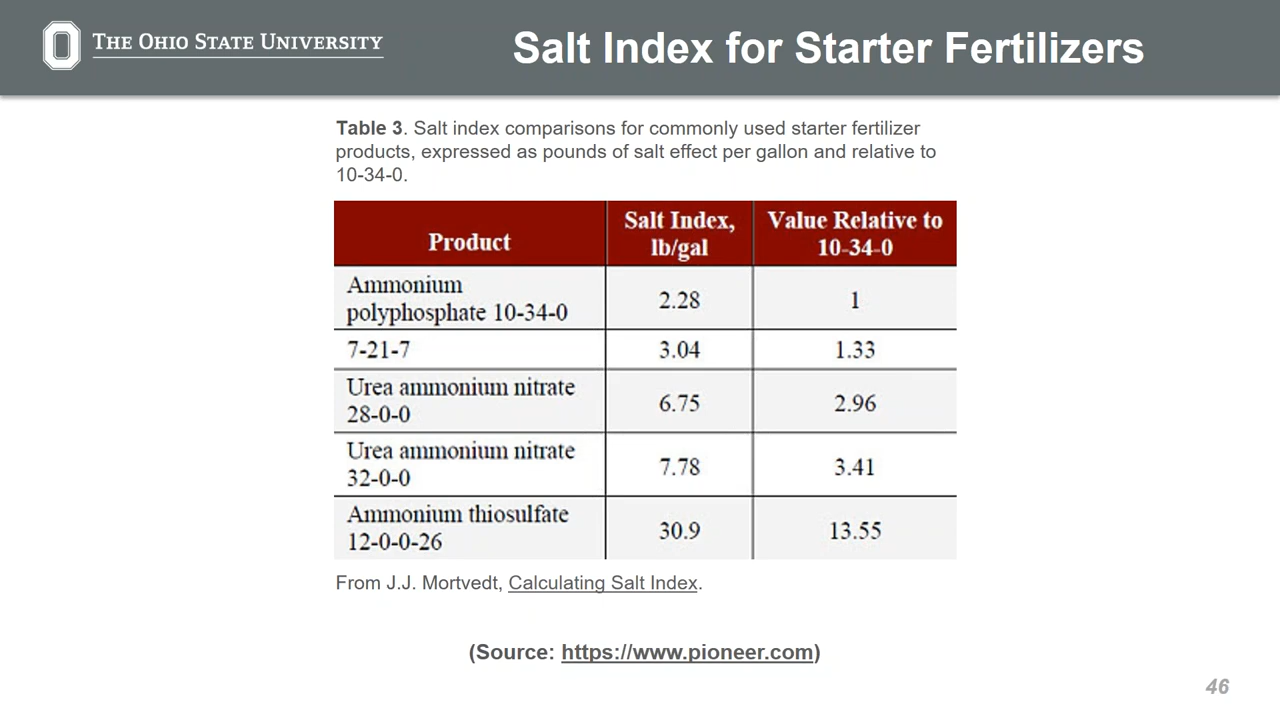 THE OHIO STATE UNIVERSITY
Salt Index for Starter Fertilizers
Table 3. Salt index comparisons for commonly used starter fertilizer
products, expressed as pounds of salt effect per gallon and relative to
10-34-0.
Product
Salt Index,
lb/gal
Value Relative to
10-34-0
Ammonium
polyphosphate 10-34-0
2.28
1
7-21-7
3.04
1.33
Urea ammonium nitrate
28-0-0
6.75
2.96
Urea ammonium nitrate
32-0-0
7.78
3.41
Ammonium thiosulfate
12-0-0-26
30.9
13.55
From J.J. Mortvedt, Calculating Salt Index.
(Source: https://www.pioneer.com)
46